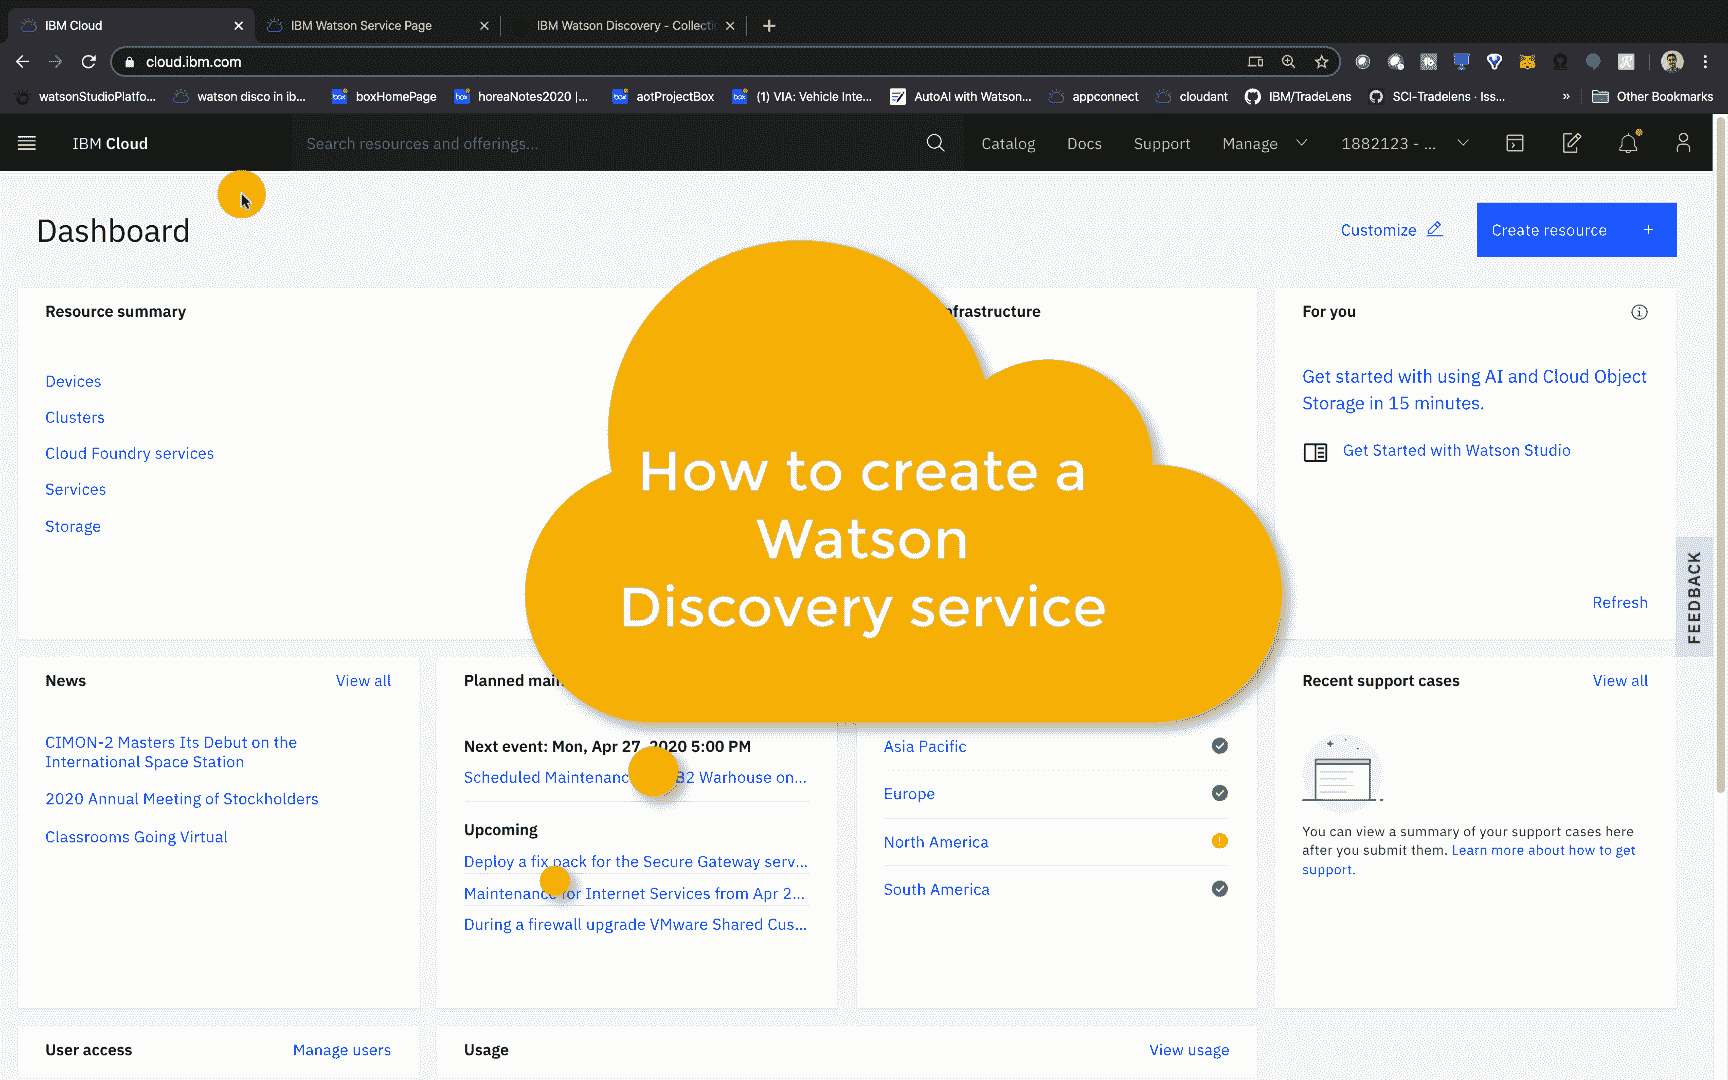 IBM Cloud
IBM Watson Service Page
IBM Watson Discovery - Collecti
cloud.ibm.com
watsonStudioPlatfo...
watson disco in ib...
box boxHomePage
box horeaNotes2020 |...
box aotProjectBox
box (1) VIA: Vehicle Inte...
AutoAI with Watson...
appconnect
cloudant
IBM/TradeLens
SCI-Tradelens · Iss...
»
Other Bookmarks
IBM Cloud
Search resources and offerings...
Catalog
Docs
Support
Manage
1882123 - ...
Dashboard
Customize
Create resource +
Resource summary
Devices
Clusters
Cloud Foundry services
Services
Storage
frastructure
For you
Get started with using AI and Cloud Object
Storage in 15 minutes.
Get Started with Watson Studio
Refresh
FEEDBACK
How to create a
Watson
Discovery service
News
View all
CIMON-2 Masters Its Debut on the
International Space Station
2020 Annual Meeting of Stockholders
Classrooms Going Virtual
Planned main
Next event: Mon, Apr 27, 2020 5:00 PM
Scheduled Maintenanc B2 Warhouse on...
Upcoming
Deploy a fix pack for the Secure Gateway serv...
Maintenance for Internet Services from Apr 2...
During a firewall upgrade VMware Shared Cus...
Asia Pacific
Europe
North America
South America
Recent support cases
View all
You can view a summary of your support cases here
after you submit them. Learn more about how to get
support.
User access
Manage users
Usage
View usage